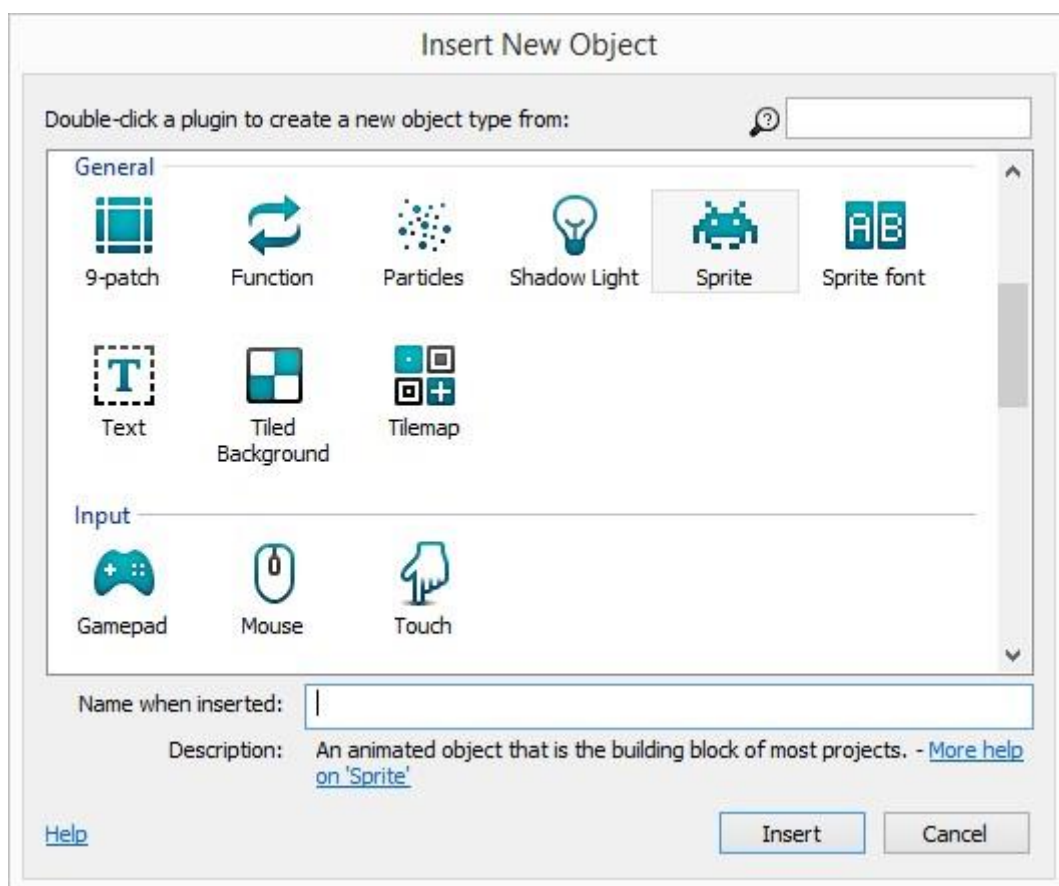 Insert New Object
Double-click a plugin to create a new object type from:
General
9-patch Function Particles Shadow Light Sprite Sprite font
Text Tiled Background Tilemap
Input
Gamepad Mouse Touch
Name when inserted:
Description: An animated object that is the building block of most projects. - More help
on 'Sprite'
Help Insert Cancel